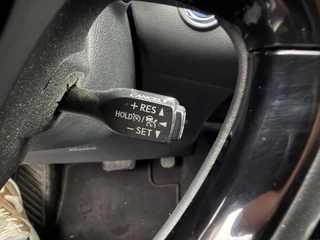 CANCEL
+ RES ▲
HOLD /
− SET ▼